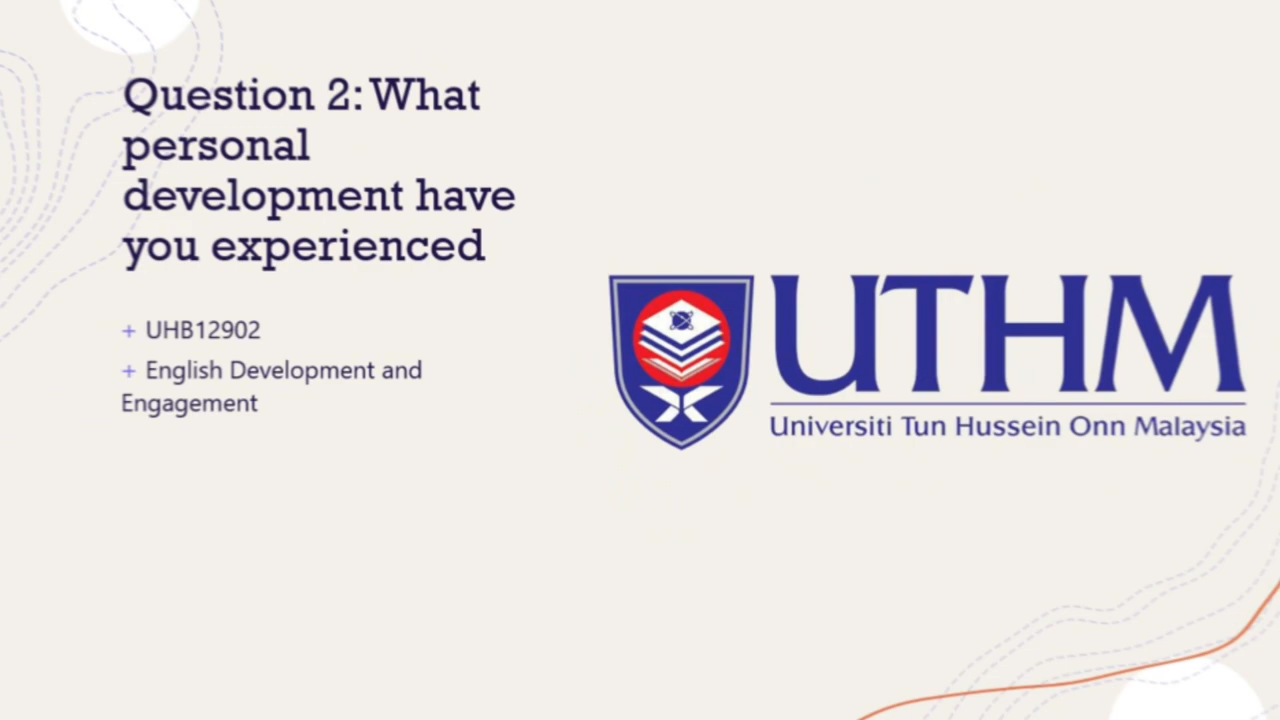 Question 2: What
personal
development have
you experienced
+ UHB12902
+ English Development and
Engagement
UTHM
Universiti Tun Hussein Onn Malaysia